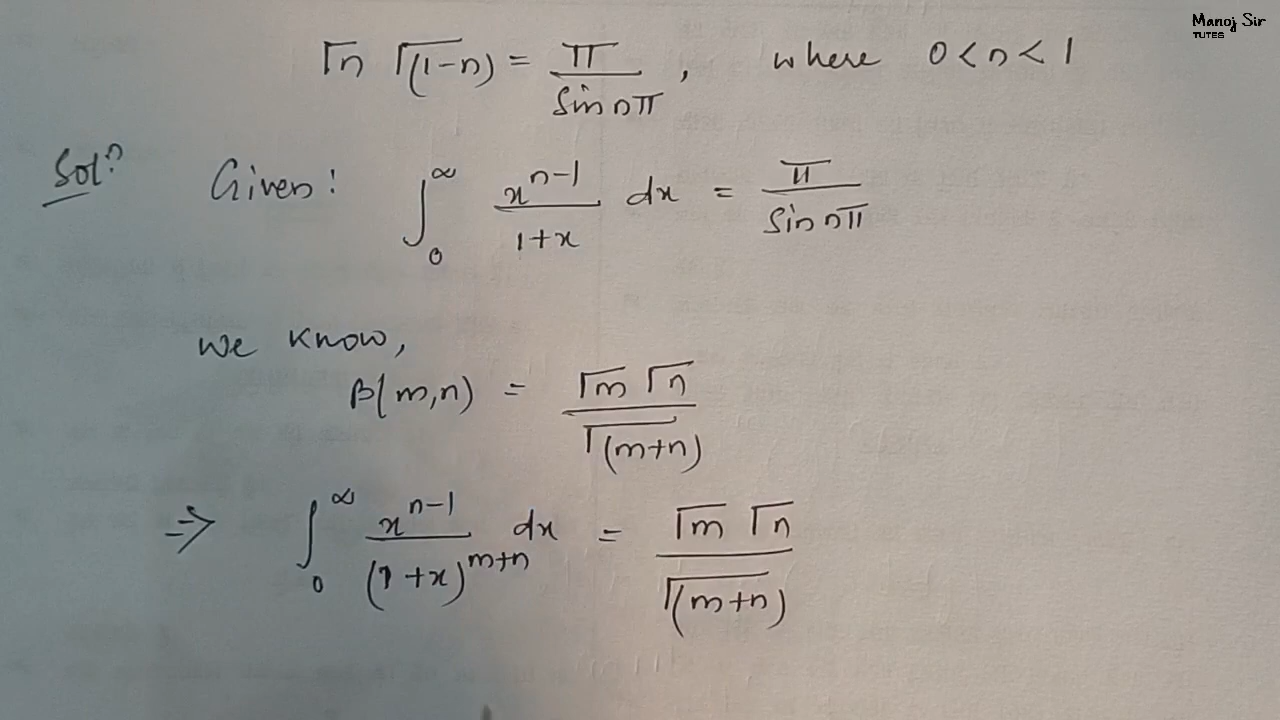 Manoj Sir
TUTES
Γn Γ(1-n) = π / sin nπ , where 0 < n < 1
Solⁿ Given : ∫₀^∞ x^(n-1) / 1+x dx = π / sin nπ
We know,
β(m,n) = Γm Γn / Γ(m+n)
⇒ ∫₀^∞ x^(n-1) / (1+x)^(m+n) dx = Γm Γn / Γ(m+n)